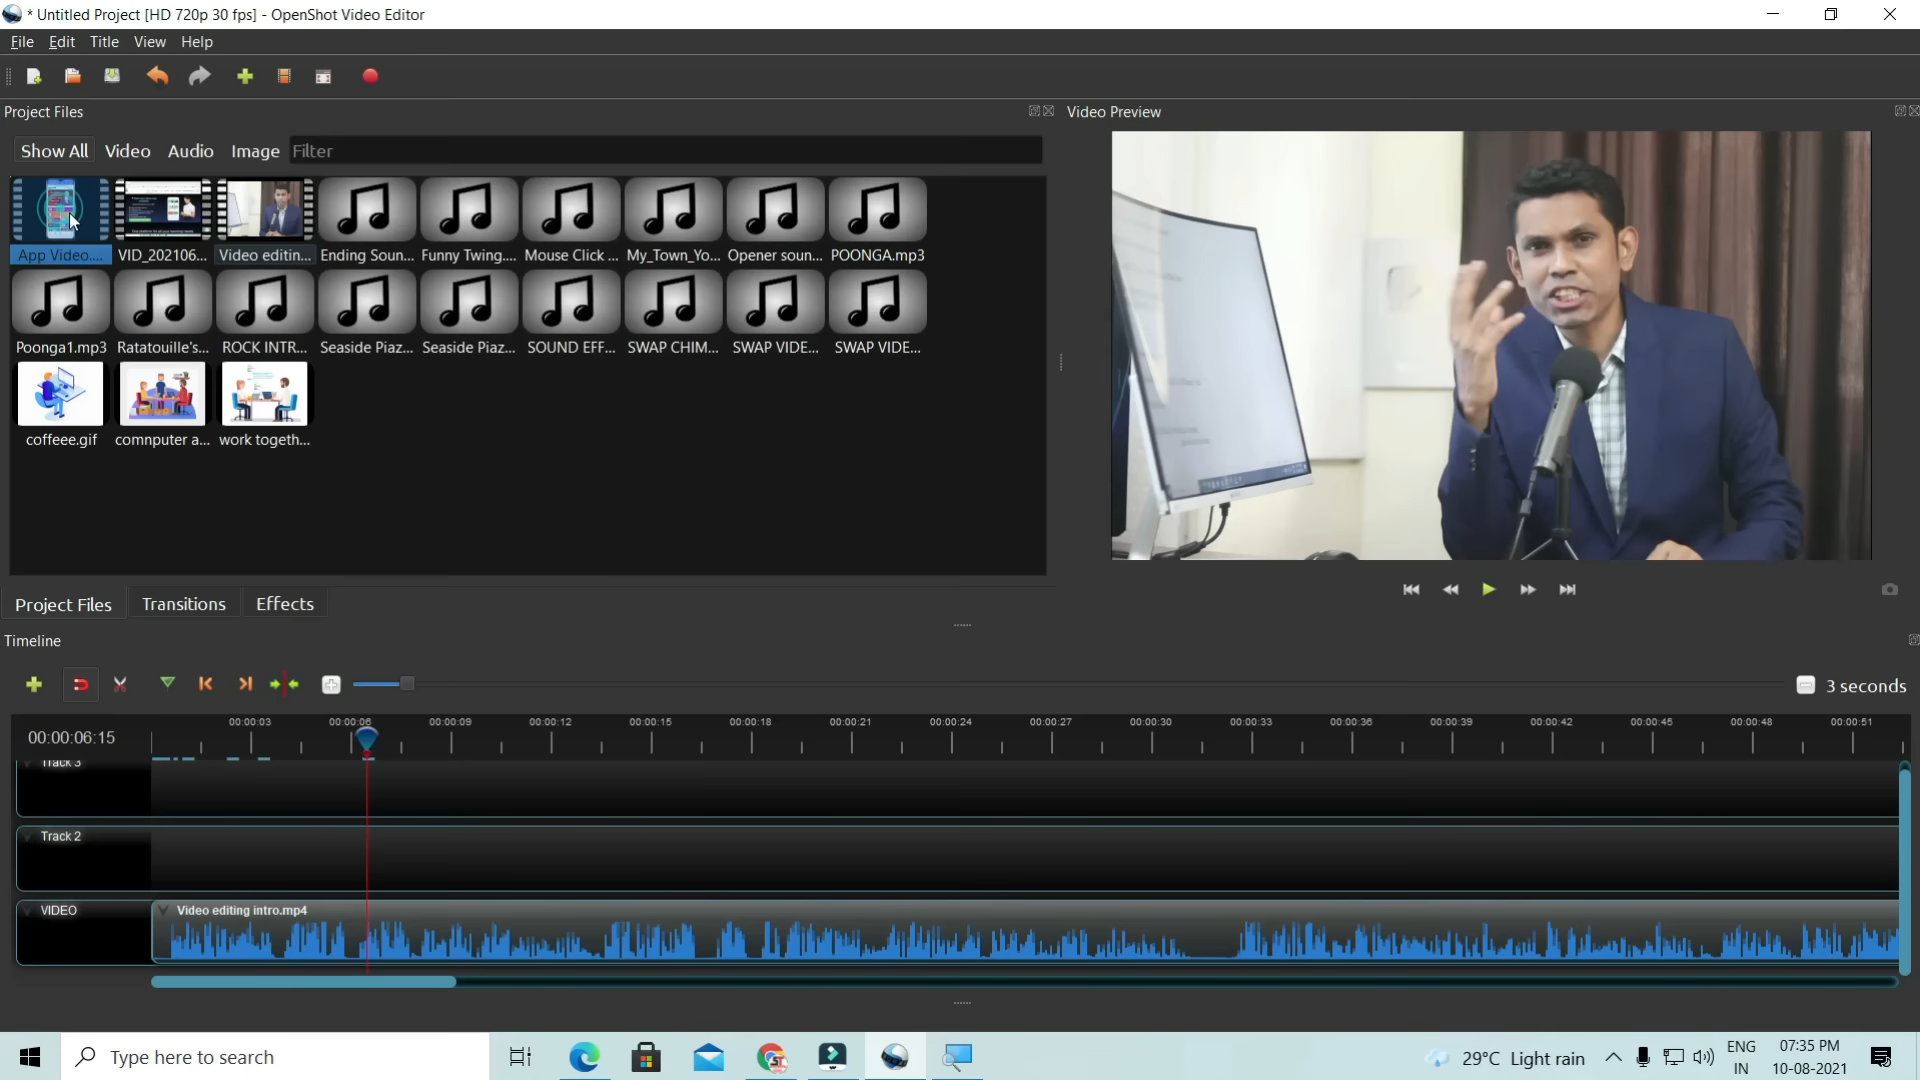 * Untitled Project [HD 720p 30 fps] - OpenShot Video Editor
File Edit Title View Help
Project Files
Video Preview
Show All Video Audio Image Filter
App Video.... VID_202106... Video editin... Ending Soun... Funny Twing.... Mouse Click ... My_Town_Yo... Opener soun... POONGA.mp3
Poonga1.mp3 Ratatouille's... ROCK INTR... Seaside Piaz... Seaside Piaz... SOUND EFF... SWAP CHIM... SWAP VIDE... SWAP VIDE...
coffeee.gif comnputer a... work togeth...
Project Files Transitions Effects
Timeline
3 seconds
00:00:03 00:00:06 00:00:09 00:00:12 00:00:15 00:00:18 00:00:21 00:00:24 00:00:27 00:00:30 00:00:33 00:00:36 00:00:39 00:00:42 00:00:45 00:00:48 00:00:51
00:00:06:15
Track 3
Track 2
VIDEO
Video editing intro.mp4
Type here to search
29°C Light rain
ENG
IN
07:35 PM
10-08-2021